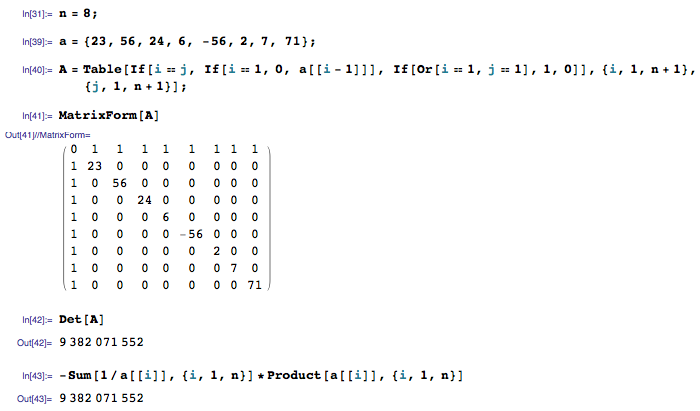 In[31]:= n = 8;
In[39]:= a = {23, 56, 24, 6, -56, 2, 7, 71};
In[40]:= A = Table[If[i == j, If[i == 1, 0, a[[i - 1]]], If[Or[i == 1, j == 1], 1, 0]], {i, 1, n + 1},
{j, 1, n + 1}];
In[41]:= MatrixForm[A]
Out[41]//MatrixForm=
0 1 1 1 1 1 1 1 1
1 23 0 0 0 0 0 0 0
1 0 56 0 0 0 0 0 0
1 0 0 24 0 0 0 0 0
1 0 0 0 6 0 0 0 0
1 0 0 0 0 -56 0 0 0
1 0 0 0 0 0 2 0 0
1 0 0 0 0 0 0 7 0
1 0 0 0 0 0 0 0 71
In[42]:= Det[A]
Out[42]= 9 382 071 552
In[43]:= -Sum[1/a[[i]], {i, 1, n}] * Product[a[[i]], {i, 1, n}]
Out[43]= 9 382 071 552